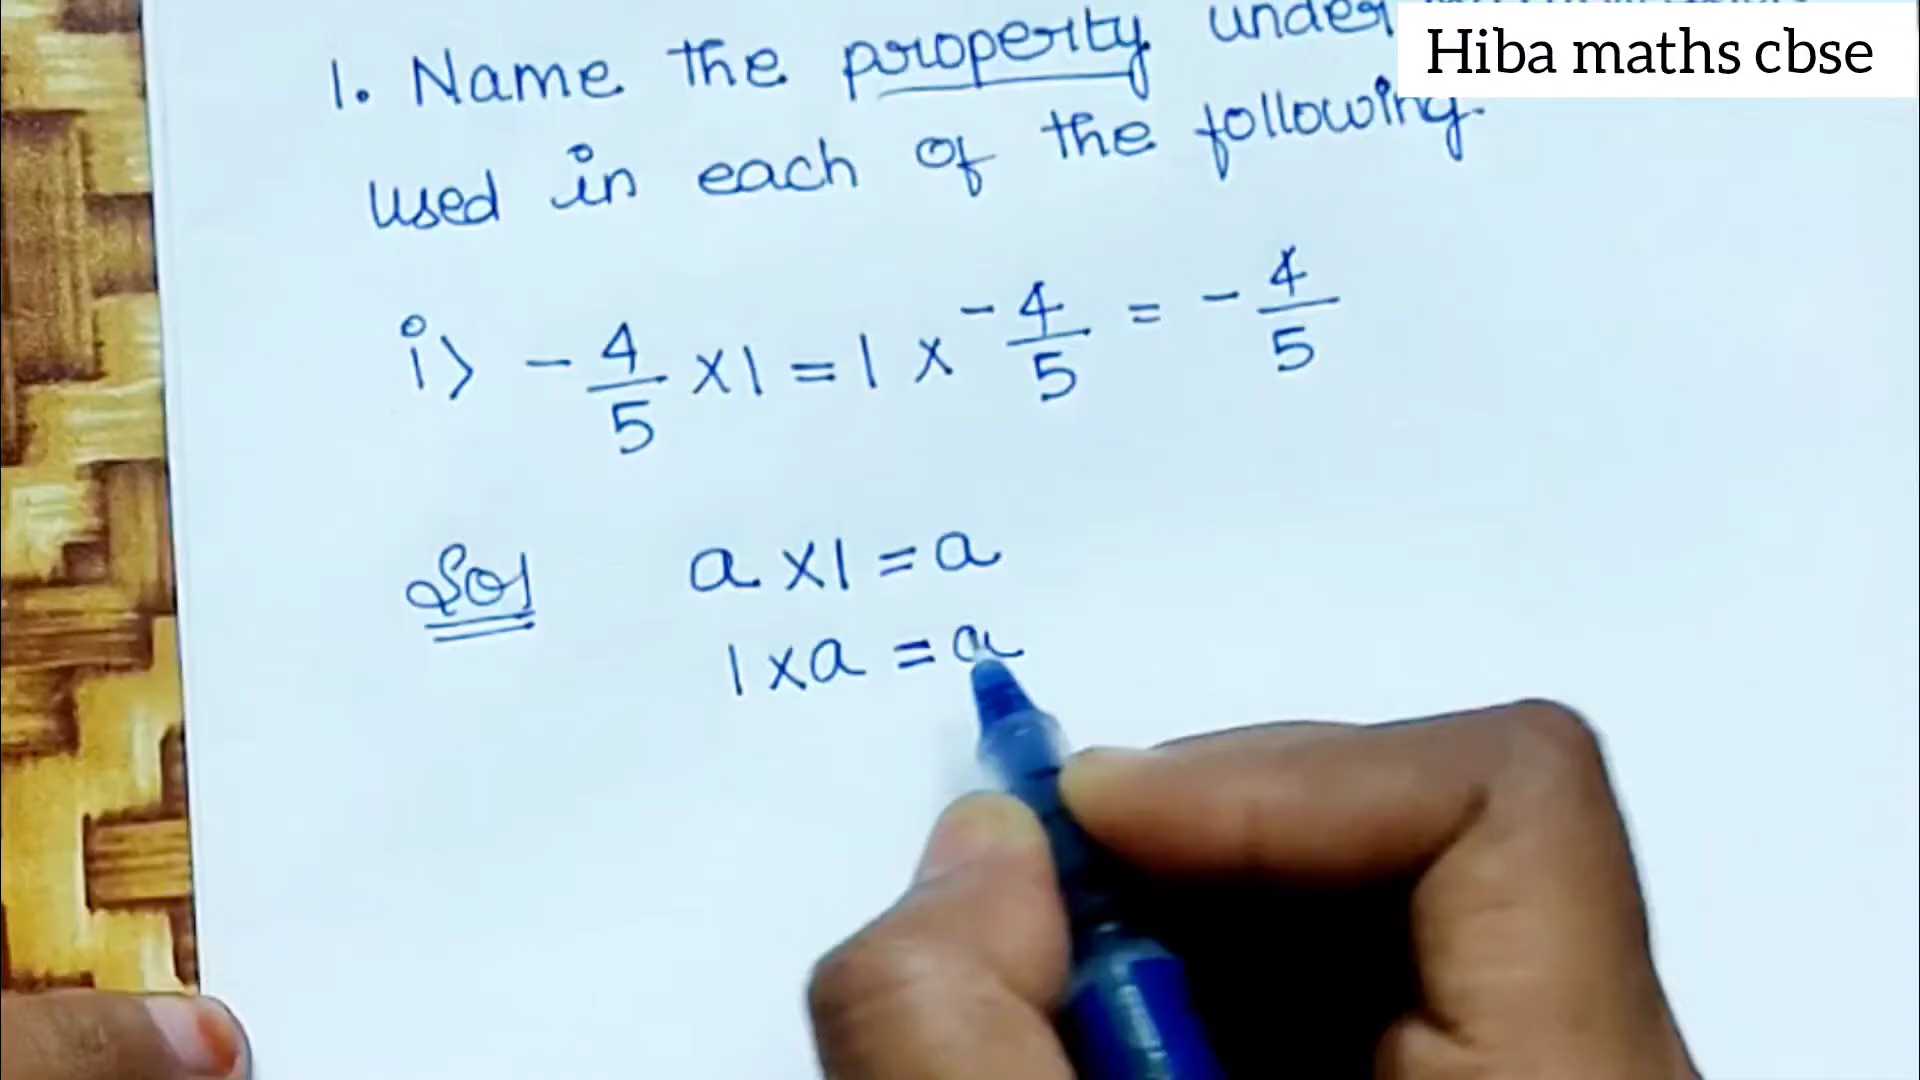 Hiba maths cbse
1. Name the property under
used in each of the following.
i) - 4/5 × 1 = 1 × -4/5 = - 4/5
Sol a × 1 = a
1 × a = a